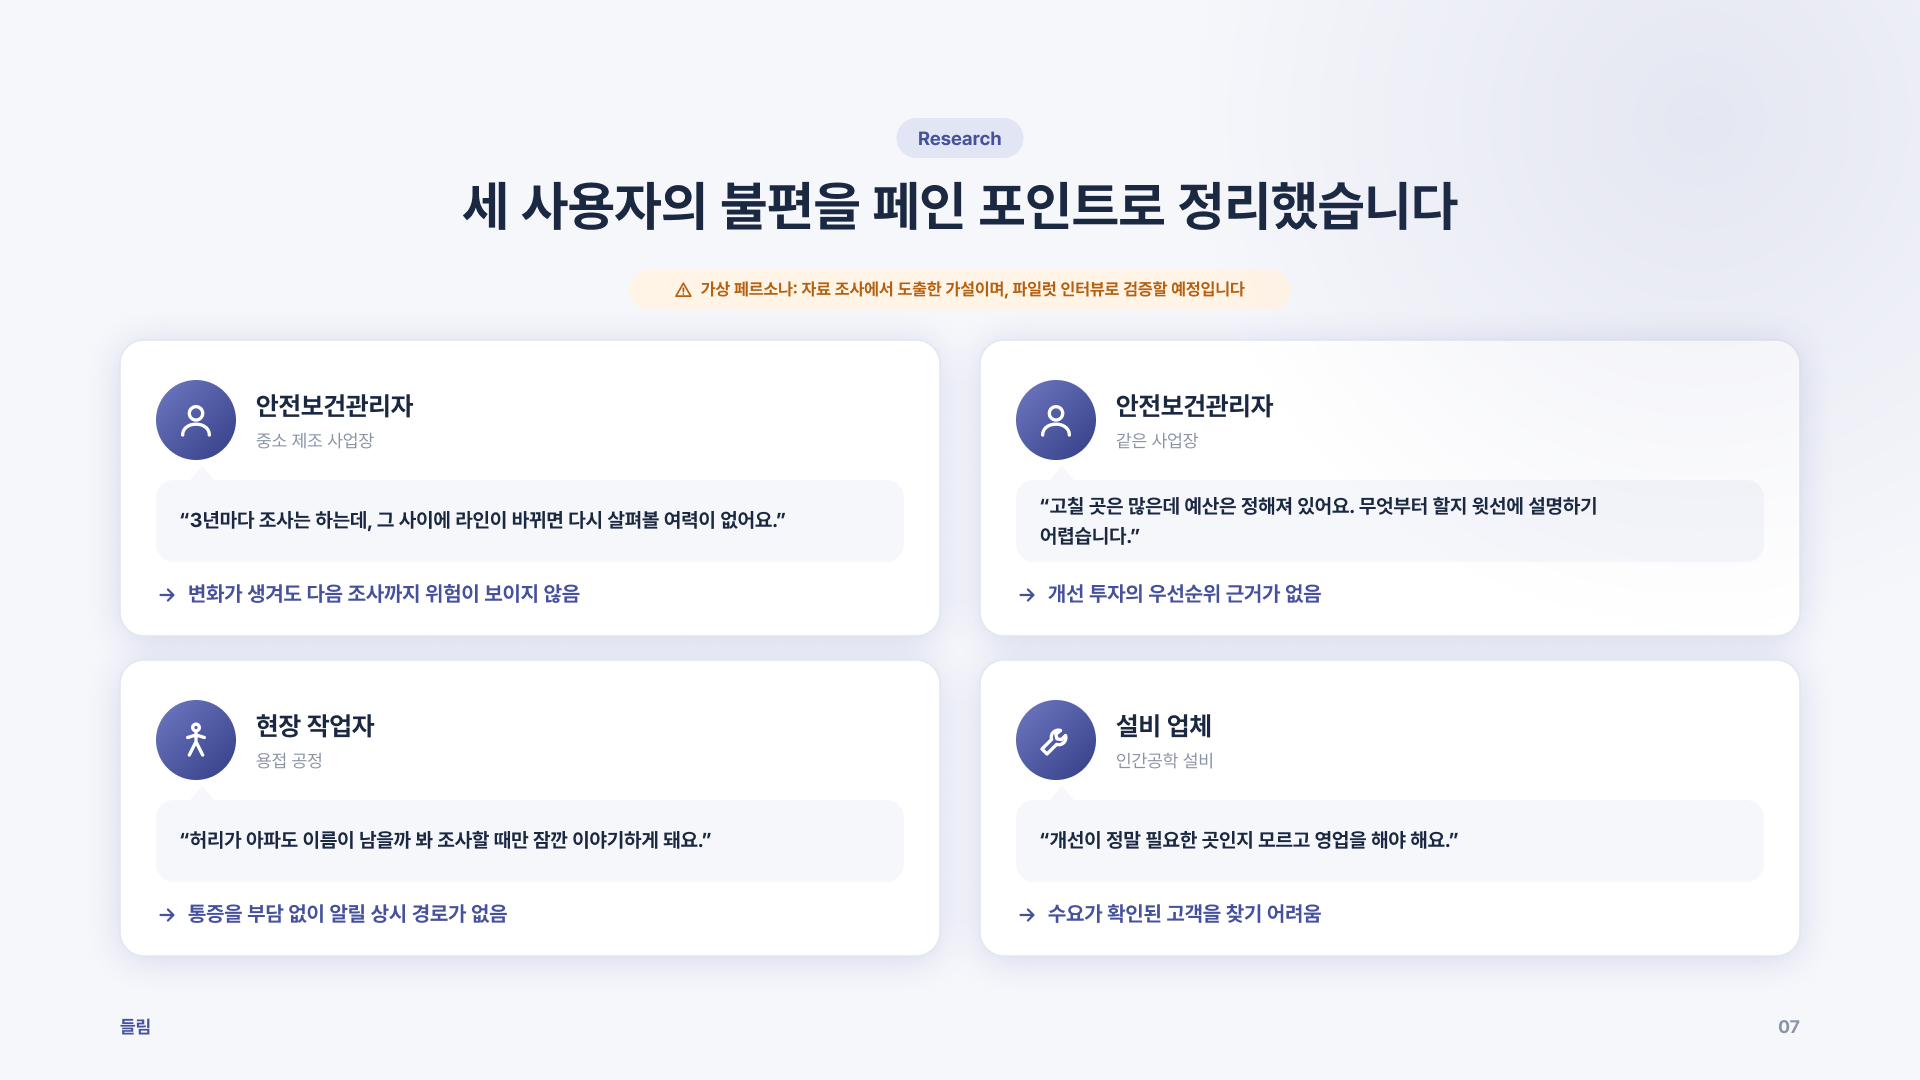 Research
세 사용자의 불편을 페인 포인트로 정리했습니다
가상 페르소나: 자료 조사에서 도출한 가설이며, 파일럿 인터뷰로 검증할 예정입니다
안전보건관리자
중소 제조 사업장
“3년마다 조사는 하는데, 그 사이에 라인이 바뀌면 다시 살펴볼 여력이 없어요.”
→ 변화가 생겨도 다음 조사까지 위험이 보이지 않음
안전보건관리자
같은 사업장
“고칠 곳은 많은데 예산은 정해져 있어요. 무엇부터 할지 윗선에 설명하기
어렵습니다.”
→ 개선 투자의 우선순위 근거가 없음
현장 작업자
용접 공정
“허리가 아파도 이름이 남을까 봐 조사할 때만 잠깐 이야기하게 돼요.”
→ 통증을 부담 없이 알릴 상시 경로가 없음
설비 업체
인간공학 설비
“개선이 정말 필요한 곳인지 모르고 영업을 해야 해요.”
→ 수요가 확인된 고객을 찾기 어려움
들림
07